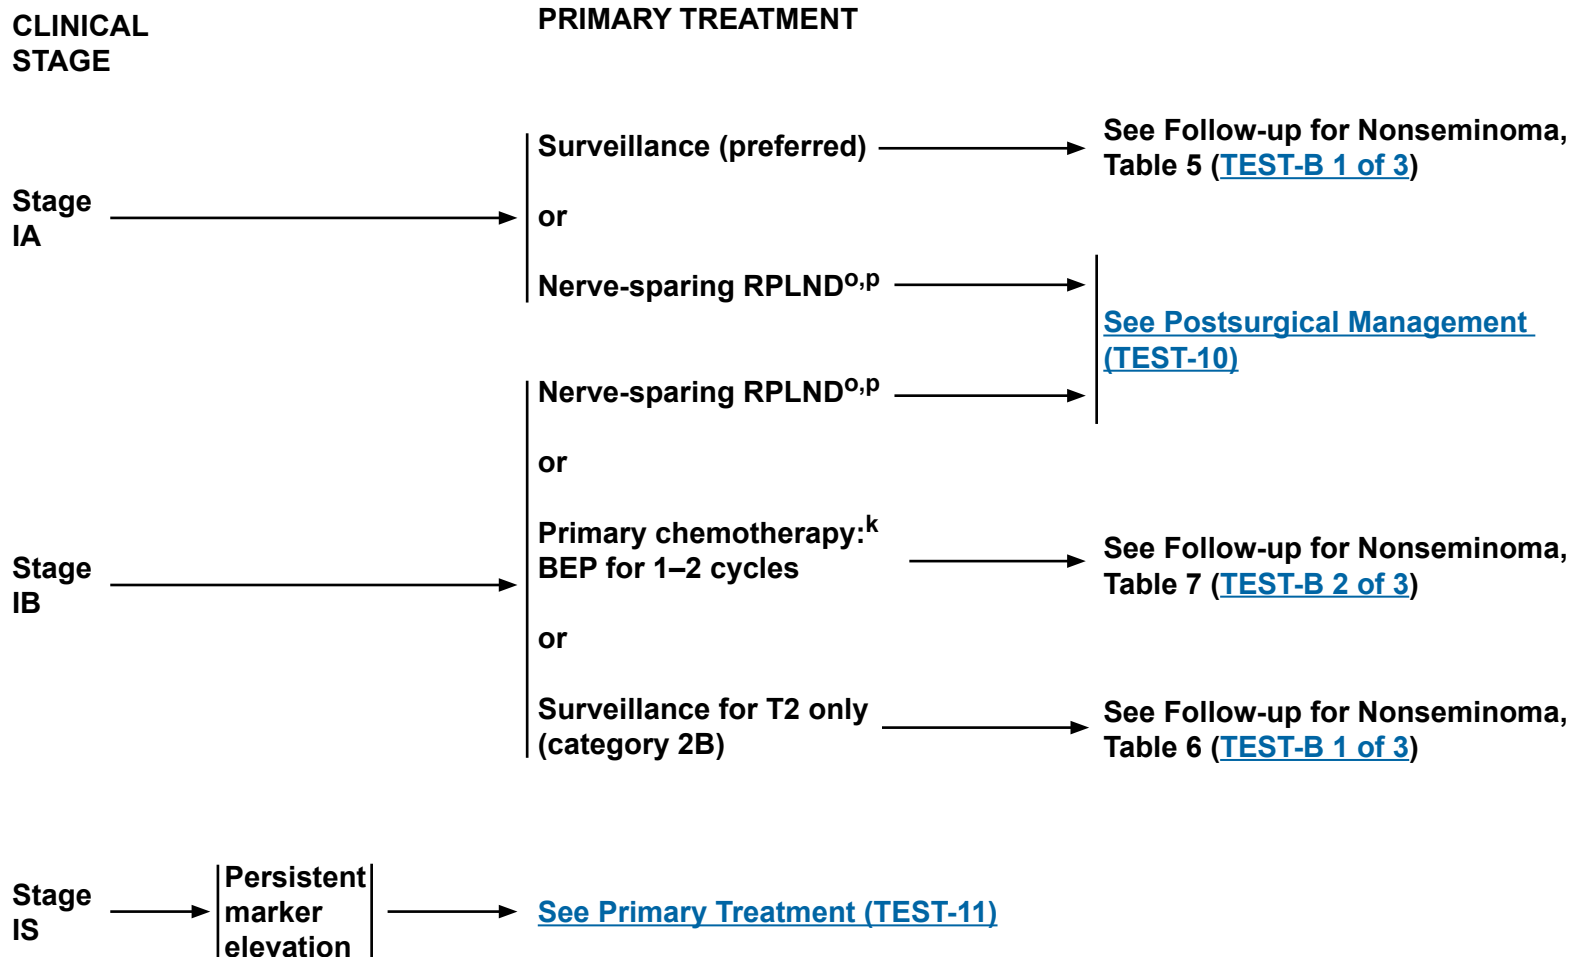 CLINICAL
STAGE
PRIMARY TREATMENT
Stage
IA
Surveillance (preferred)
or
Nerve-sparing RPLNDo,p
See Follow-up for Nonseminoma,
Table 5 (TEST-B 1 of 3)
See Postsurgical Management
(TEST-10)
Stage
IB
Nerve-sparing RPLNDo,p
or
Primary chemotherapy:k
BEP for 1–2 cycles
or
Surveillance for T2 only
(category 2B)
See Follow-up for Nonseminoma,
Table 7 (TEST-B 2 of 3)
See Follow-up for Nonseminoma,
Table 6 (TEST-B 1 of 3)
Stage
IS
Persistent
marker
elevation
See Primary Treatment (TEST-11)